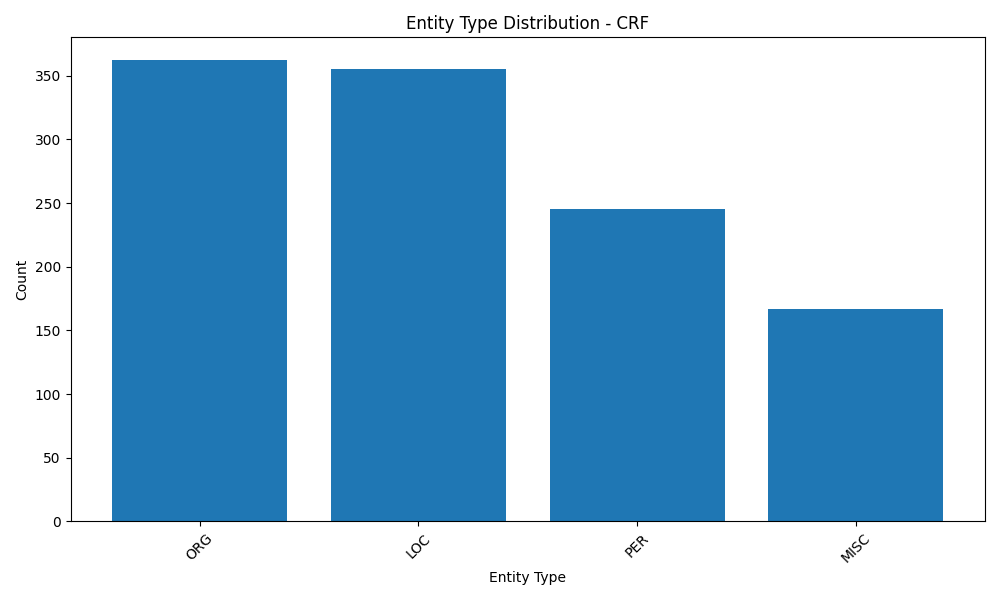 Entity Type Distribution - CRF
Count
350
300
250
200
150
100
50
0
ORG
LOC
PER
MISC
Entity Type